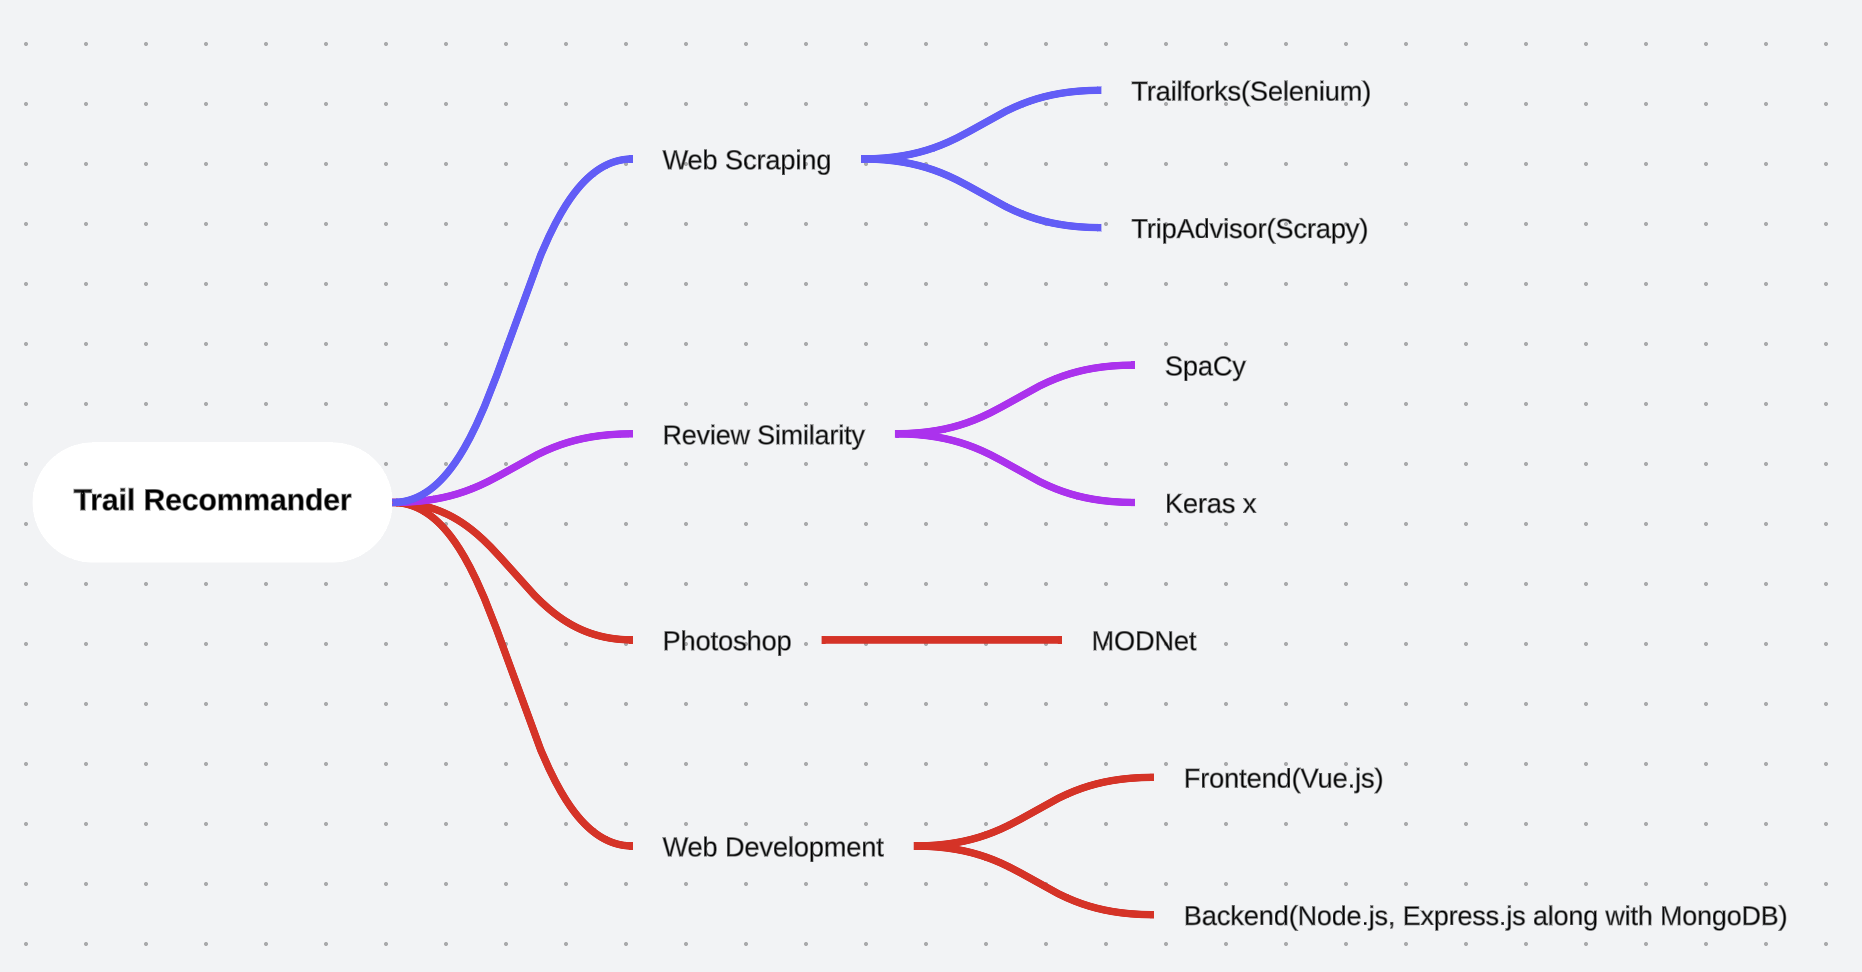 Trail Recommander
Web Scraping
Trailforks(Selenium)
TripAdvisor(Scrapy)
Review Similarity
SpaCy
Keras x
Photoshop
MODNet
Web Development
Frontend(Vue.js)
Backend(Node.js, Express.js along with MongoDB)